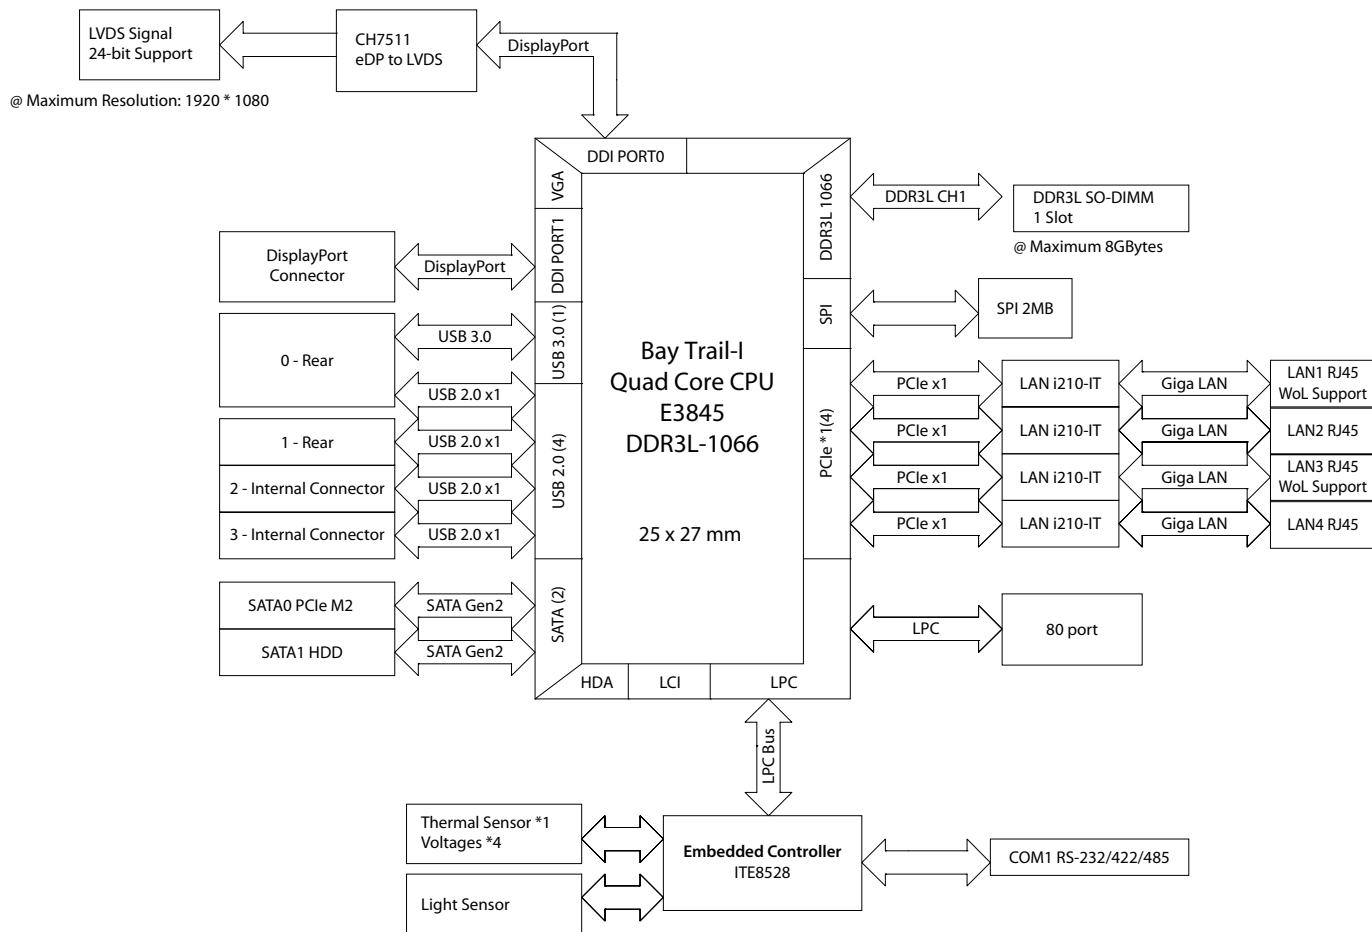 LVDS Signal
24-bit Support
CH7511
eDP to LVDS
DisplayPort
@ Maximum Resolution: 1920 * 1080
DDI PORT0
VGA
DDI PORT1
USB 3.0 (1)
USB 2.0 (4)
SATA (2)
HDA
LCI
LPC
DDR3L 1066
SPI
PCIe *1(4)
Bay Trail-I
Quad Core CPU
E3845
DDR3L-1066
25 x 27 mm
DisplayPort
Connector
DisplayPort
0 - Rear
USB 3.0
USB 2.0 x1
1 - Rear
USB 2.0 x1
2 - Internal Connector
USB 2.0 x1
3 - Internal Connector
USB 2.0 x1
SATA0 PCIe M2
SATA Gen2
SATA1 HDD
SATA Gen2
DDR3L CH1
DDR3L SO-DIMM
1 Slot
@ Maximum 8GBytes
SPI 2MB
PCIe x1
LAN i210-IT
Giga LAN
LAN1 RJ45
WoL Support
PCIe x1
LAN i210-IT
Giga LAN
LAN2 RJ45
PCIe x1
LAN i210-IT
Giga LAN
LAN3 RJ45
WoL Support
PCIe x1
LAN i210-IT
Giga LAN
LAN4 RJ45
LPC
80 port
LPC Bus
Thermal Sensor *1
Voltages *4
Light Sensor
Embedded Controller
ITE8528
COM1 RS-232/422/485